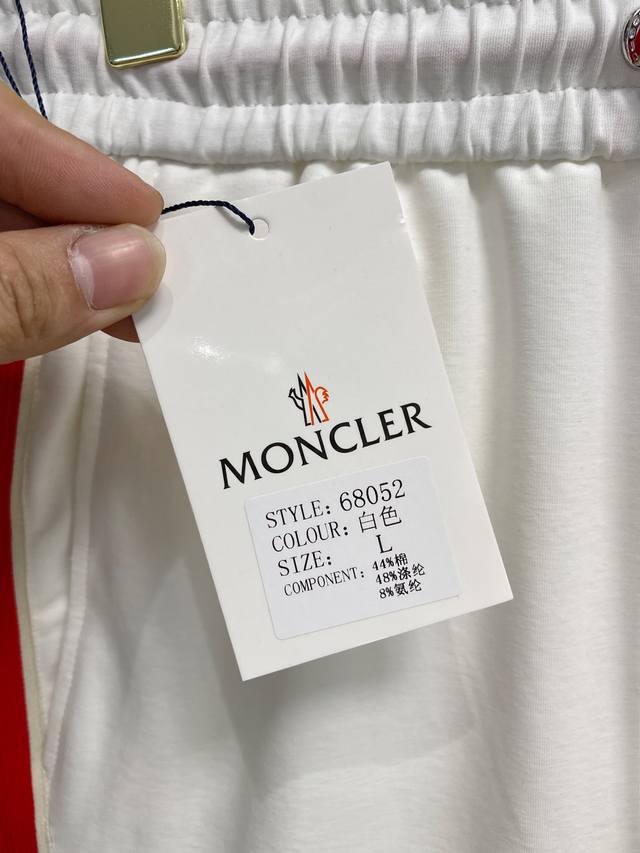 MONCLER
STYLE: 68052
COLOUR: 白色
SIZE: L
COMPONENT: 44%棉
48%涤纶
8%氨纶